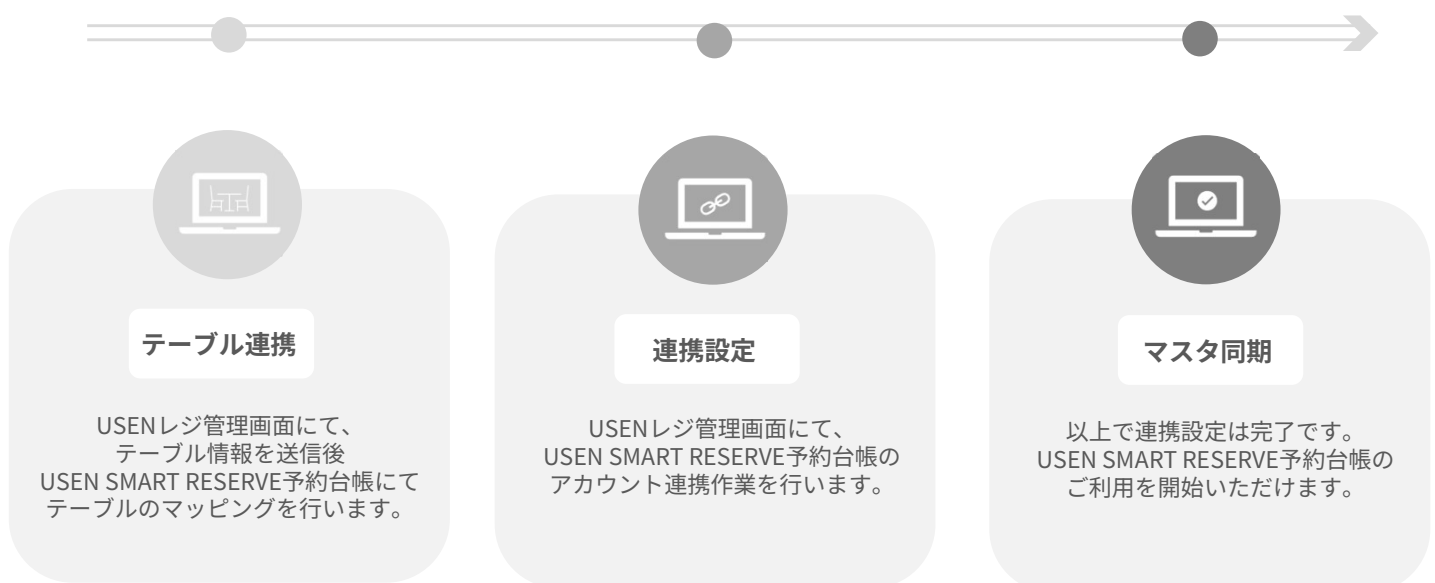 テーブル連携
USENレジ管理画面にて、
テーブル情報を送信後
USEN SMART RESERVE予約台帳にて
テーブルのマッピングを行います。
連携設定
USENレジ管理画面にて、
USEN SMART RESERVE予約台帳の
アカウント連携作業を行います。
マスタ同期
以上で連携設定は完了です。
USEN SMART RESERVE予約台帳の
ご利用を開始いただけます。